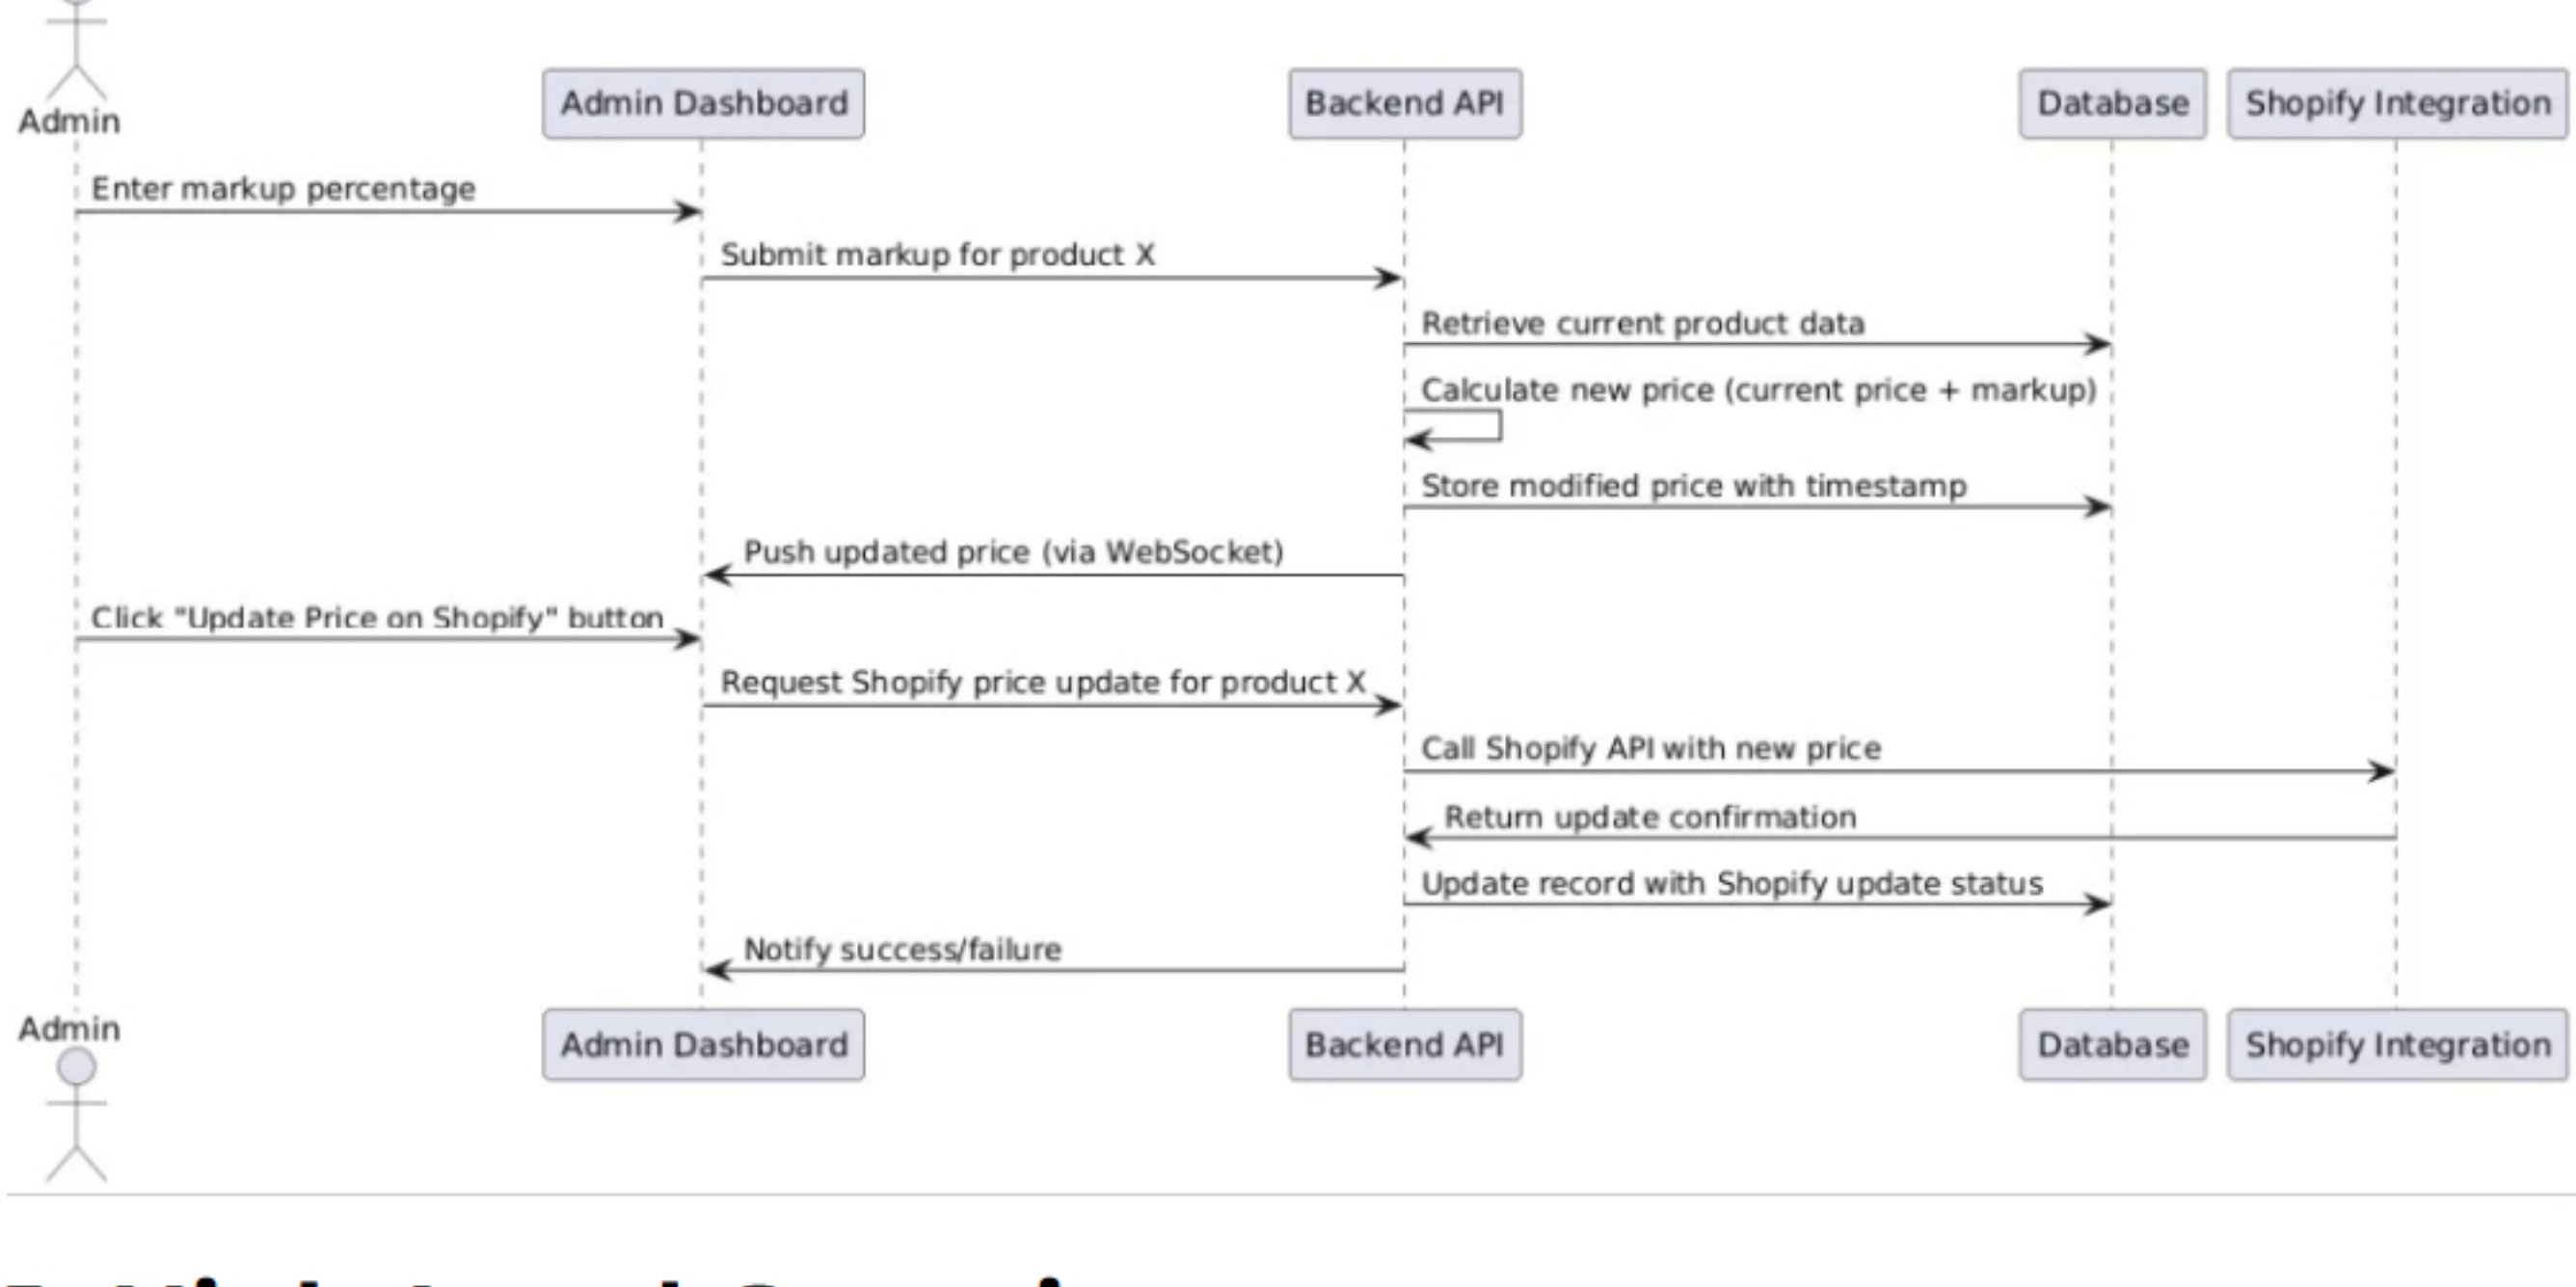 Admin
Admin Dashboard
Backend API
Database
Shopify Integration
Enter markup percentage
Submit markup for product X
Retrieve current product data
Calculate new price (current price + markup)
Store modified price with timestamp
Push updated price (via WebSocket)
Click "Update Price on Shopify" button
Request Shopify price update for product X
Call Shopify API with new price
Return update confirmation
Update record with Shopify update status
Notify success/failure
Admin
Admin Dashboard
Backend API
Database
Shopify Integration